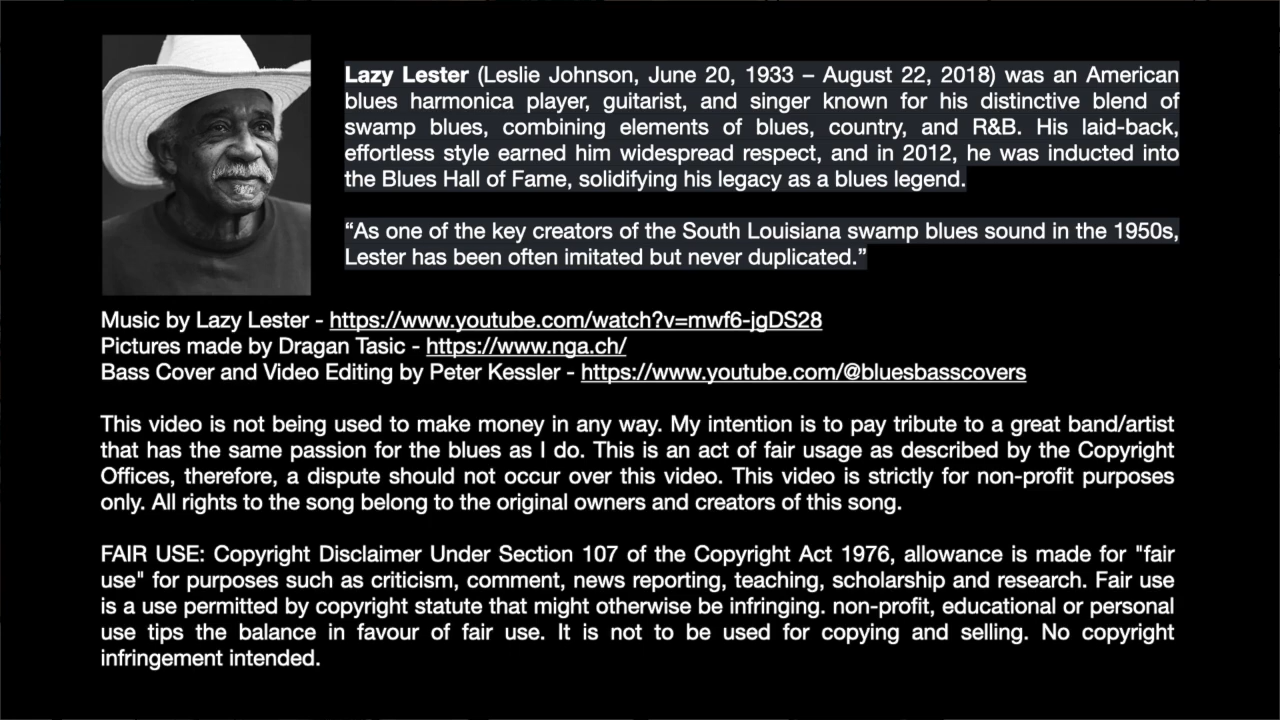 Lazy Lester (Leslie Johnson, June 20, 1933 – August 22, 2018) was an American
blues harmonica player, guitarist, and singer known for his distinctive blend of
swamp blues, combining elements of blues, country, and R&B. His laid-back,
effortless style earned him widespread respect, and in 2012, he was inducted into
the Blues Hall of Fame, solidifying his legacy as a blues legend.
“As one of the key creators of the South Louisiana swamp blues sound in the 1950s,
Lester has been often imitated but never duplicated.”
Music by Lazy Lester - https://www.youtube.com/watch?v=mwf6-jgDS28
Pictures made by Dragan Tasic - https://www.nga.ch/
Bass Cover and Video Editing by Peter Kessler - https://www.youtube.com/@bluesbasscovers
This video is not being used to make money in any way. My intention is to pay tribute to a great band/artist
that has the same passion for the blues as I do. This is an act of fair usage as described by the Copyright
Offices, therefore, a dispute should not occur over this video. This video is strictly for non-profit purposes
only. All rights to the song belong to the original owners and creators of this song.
FAIR USE: Copyright Disclaimer Under Section 107 of the Copyright Act 1976, allowance is made for "fair
use" for purposes such as criticism, comment, news reporting, teaching, scholarship and research. Fair use
is a use permitted by copyright statute that might otherwise be infringing. non-profit, educational or personal
use tips the balance in favour of fair use. It is not to be used for copying and selling. No copyright
infringement intended.